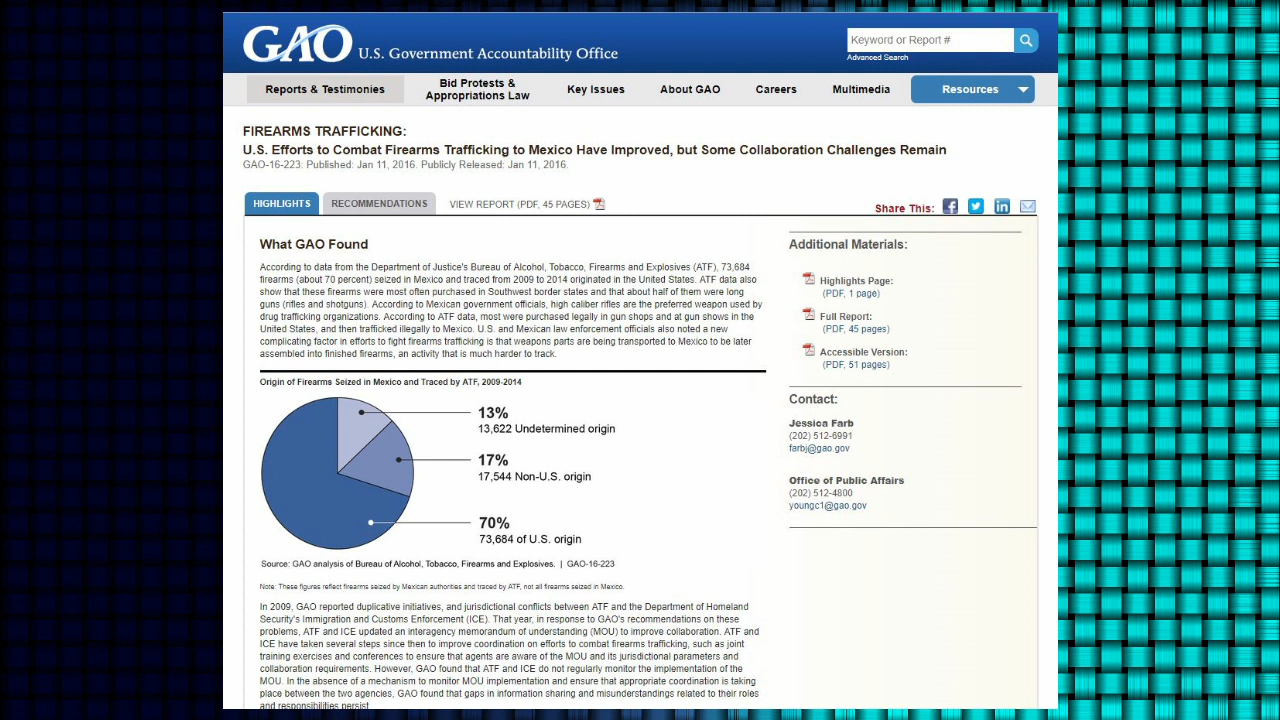 GAO U.S. Government Accountability Office
Keyword or Report #
Advanced Search
Reports & Testimonies
Bid Protests &
Appropriations Law
Key Issues
About GAO
Careers
Multimedia
Resources
FIREARMS TRAFFICKING:
U.S. Efforts to Combat Firearms Trafficking to Mexico Have Improved, but Some Collaboration Challenges Remain
GAO-16-223: Published: Jan 11, 2016. Publicly Released: Jan 11, 2016.
HIGHLIGHTS
RECOMMENDATIONS
VIEW REPORT (PDF, 45 PAGES)
Share This:
What GAO Found
According to data from the Department of Justice's Bureau of Alcohol, Tobacco, Firearms and Explosives (ATF), 73,684
firearms (about 70 percent) seized in Mexico and traced from 2009 to 2014 originated in the United States. ATF data also
show that these firearms were most often purchased in Southwest border states and that about half of them were long
guns (rifles and shotguns). According to Mexican government officials, high caliber rifles are the preferred weapon used by
drug trafficking organizations. According to ATF data, most were purchased legally in gun shops and at gun shows in the
United States, and then trafficked illegally to Mexico. U.S. and Mexican law enforcement officials also noted a new
complicating factor in efforts to fight firearms trafficking is that weapons parts are being transported to Mexico to be later
assembled into finished firearms, an activity that is much harder to track.
Origin of Firearms Seized in Mexico and Traced by ATF, 2009-2014
13%
13,622 Undetermined origin
17%
17,544 Non-U.S. origin
70%
73,684 of U.S. origin
Source: GAO analysis of Bureau of Alcohol, Tobacco, Firearms and Explosives. | GAO-16-223
Note: These figures reflect firearms seized by Mexican authorities and traced by ATF, not all firearms seized in Mexico.
In 2009, GAO reported duplicative initiatives, and jurisdictional conflicts between ATF and the Department of Homeland
Security's Immigration and Customs Enforcement (ICE). That year, in response to GAO's recommendations on these
problems, ATF and ICE updated an interagency memorandum of understanding (MOU) to improve collaboration. ATF and
ICE have taken several steps since then to improve coordination on efforts to combat firearms trafficking, such as joint
training exercises and conferences to ensure that agents are aware of the MOU and its jurisdictional parameters and
collaboration requirements. However, GAO found that ATF and ICE do not regularly monitor the implementation of the
MOU. In the absence of a mechanism to monitor MOU implementation and ensure that appropriate coordination is taking
place between the two agencies, GAO found that gaps in information sharing and misunderstandings related to their roles
and responsibilities persist.
Additional Materials:
Highlights Page:
(PDF, 1 page)
Full Report:
(PDF, 45 pages)
Accessible Version:
(PDF, 51 pages)
Contact:
Jessica Farb
(202) 512-6991
farbj@gao.gov
Office of Public Affairs
(202) 512-4800
youngc1@gao.gov